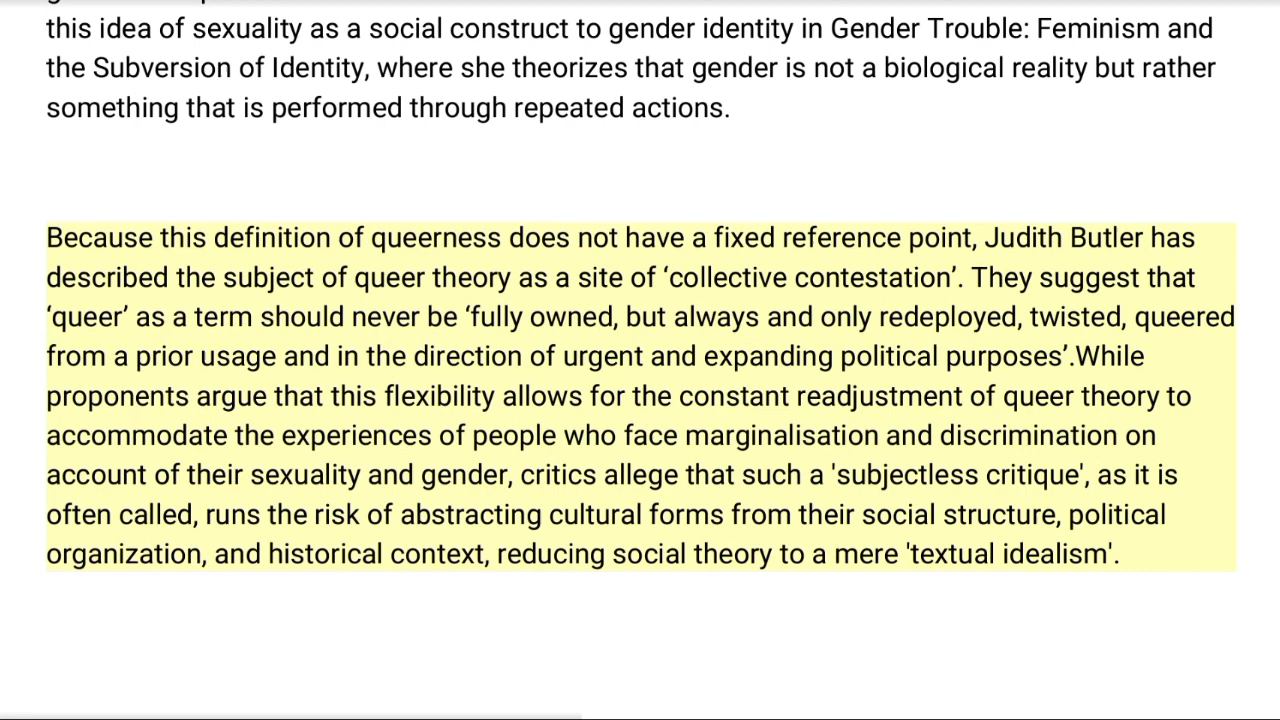 this idea of sexuality as a social construct to gender identity in Gender Trouble: Feminism and
the Subversion of Identity, where she theorizes that gender is not a biological reality but rather
something that is performed through repeated actions.
Because this definition of queerness does not have a fixed reference point, Judith Butler has
described the subject of queer theory as a site of ‘collective contestation’. They suggest that
‘queer’ as a term should never be ‘fully owned, but always and only redeployed, twisted, queered
from a prior usage and in the direction of urgent and expanding political purposes’.While
proponents argue that this flexibility allows for the constant readjustment of queer theory to
accommodate the experiences of people who face marginalisation and discrimination on
account of their sexuality and gender, critics allege that such a 'subjectless critique', as it is
often called, runs the risk of abstracting cultural forms from their social structure, political
organization, and historical context, reducing social theory to a mere 'textual idealism'.